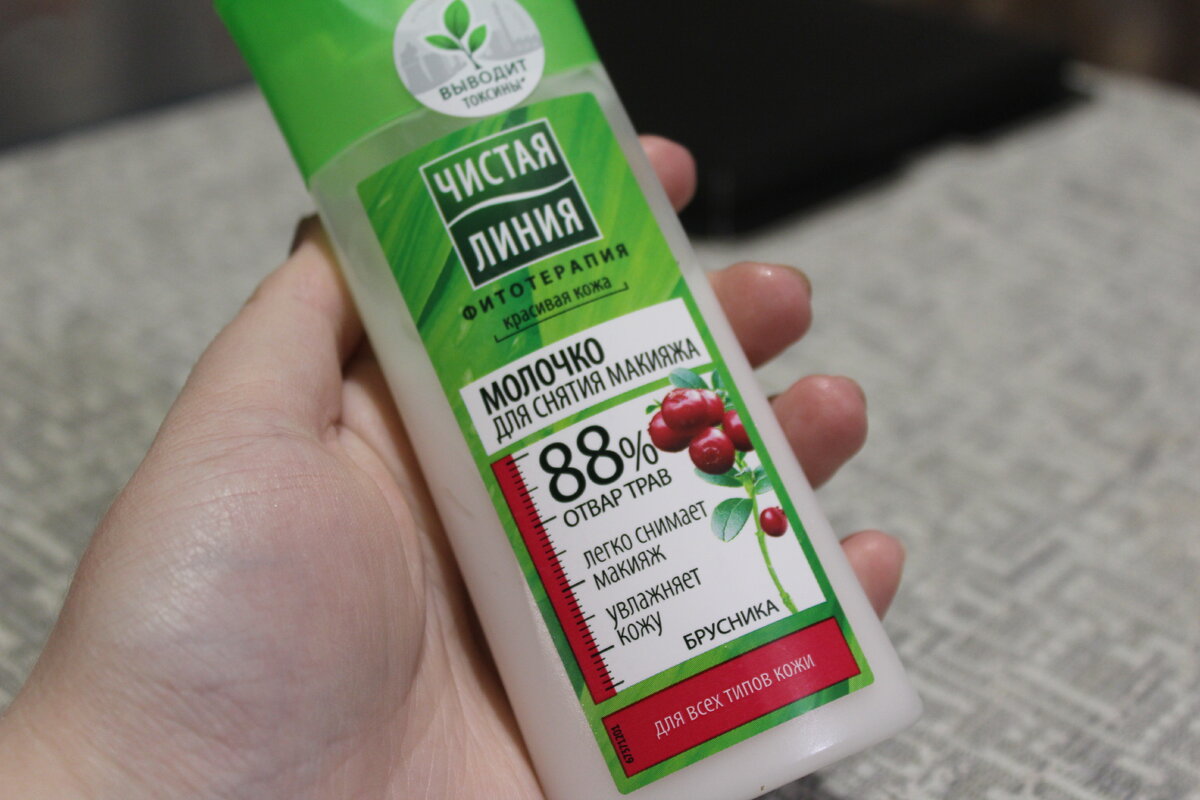 ВЫВОДИТ
ТОКСИНЫ*
ЧИСТАЯ
ЛИНИЯ
ФИТОТЕРАПИЯ
красивая кожа
МОЛОЧКО
ДЛЯ СНЯТИЯ МАКИЯЖА
88%
ОТВАР ТРАВ
легко снимает
макияж
увлажняет
кожу
БРУСНИКА
ДЛЯ ВСЕХ ТИПОВ КОЖИ
67571201